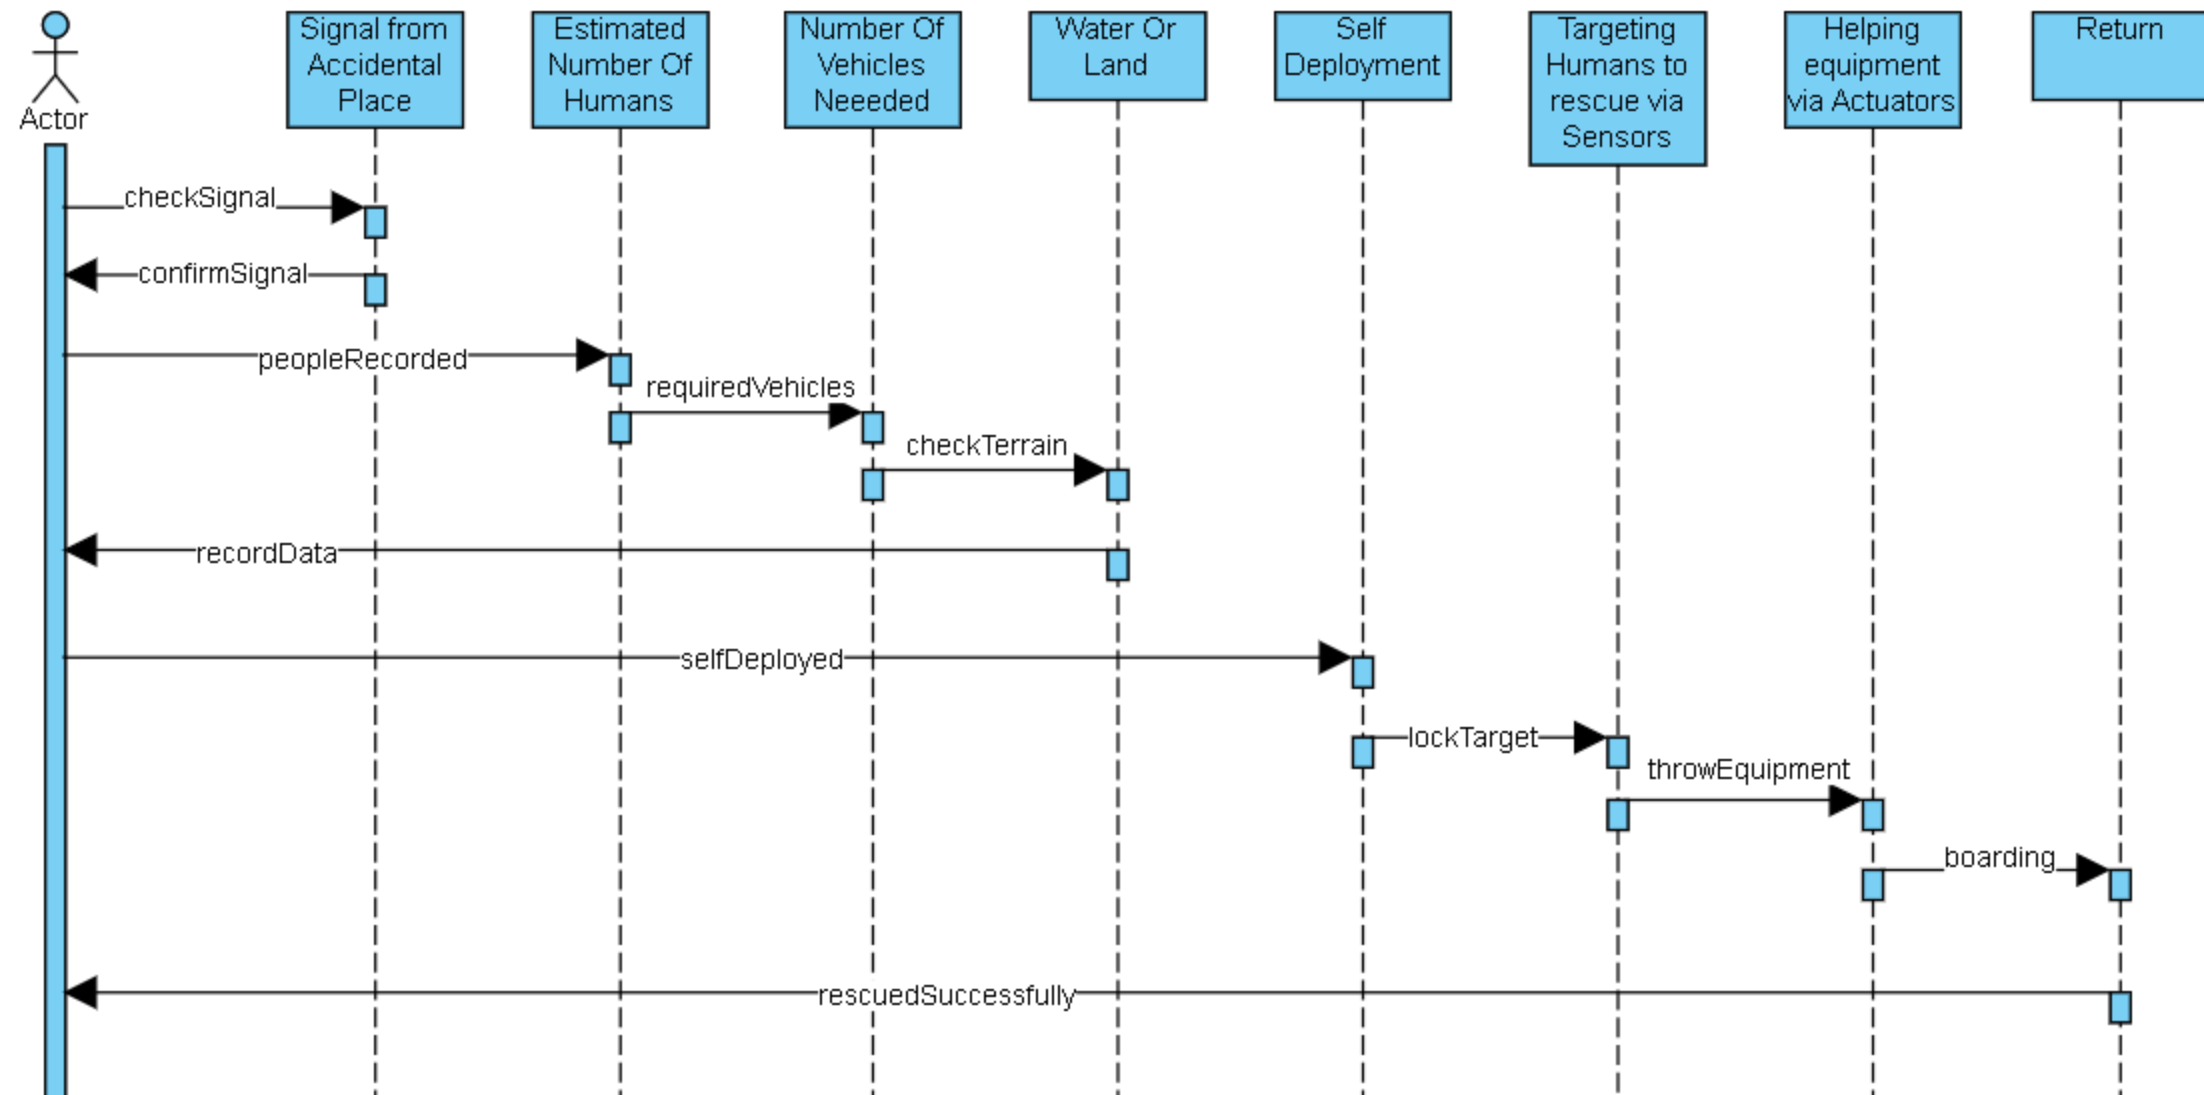 Actor
Signal from
Accidental
Place
Estimated
Number Of
Humans
Number Of
Vehicles
Neeeded
Water Or
Land
Self
Deployment
Targeting
Humans to
rescue via
Sensors
Helping
equipment
via Actuators
Return
checkSignal
confirmSignal
peopleRecorded
requiredVehicles
checkTerrain
recordData
selfDeployed
lockTarget
throwEquipment
boarding
rescuedSuccessfully